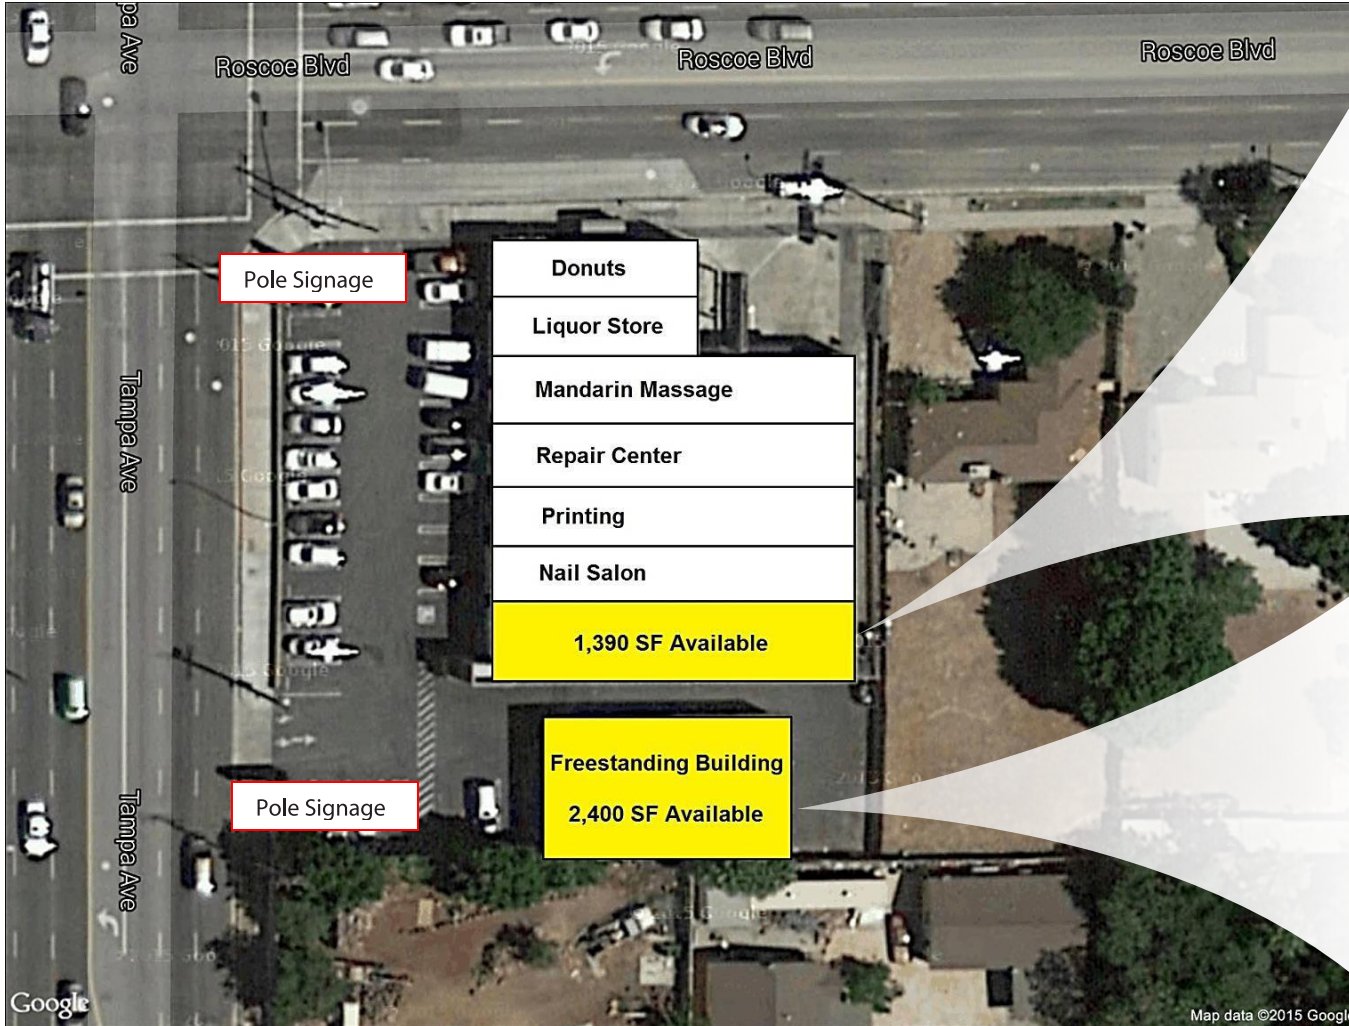 pa Ave
Roscoe Blvd
Roscoe Blvd
Roscoe Blvd
Pole Signage
Donuts
Liquor Store
Mandarin Massage
Repair Center
Printing
Nail Salon
1,390 SF Available
Tampa Ave
Freestanding Building
2,400 SF Available
Pole Signage
Tampa Ave
Google
Map data ©2015 Google